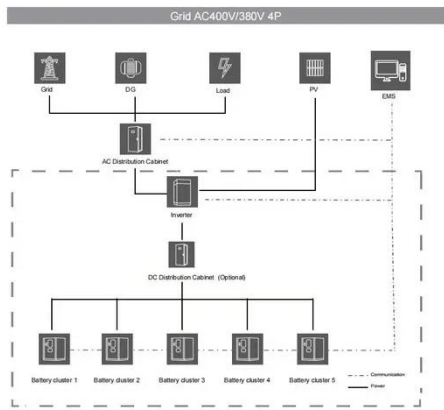 Grid AC400V/380V 4P
Grid
DG
Load
PV
EMS
AC Distribution Cabinet
Inverter
DC Distribution Cabinet (Optional)
Battery cluster 1
Battery cluster 2
Battery cluster 3
Battery cluster 4
Battery cluster 5
Communication
Power